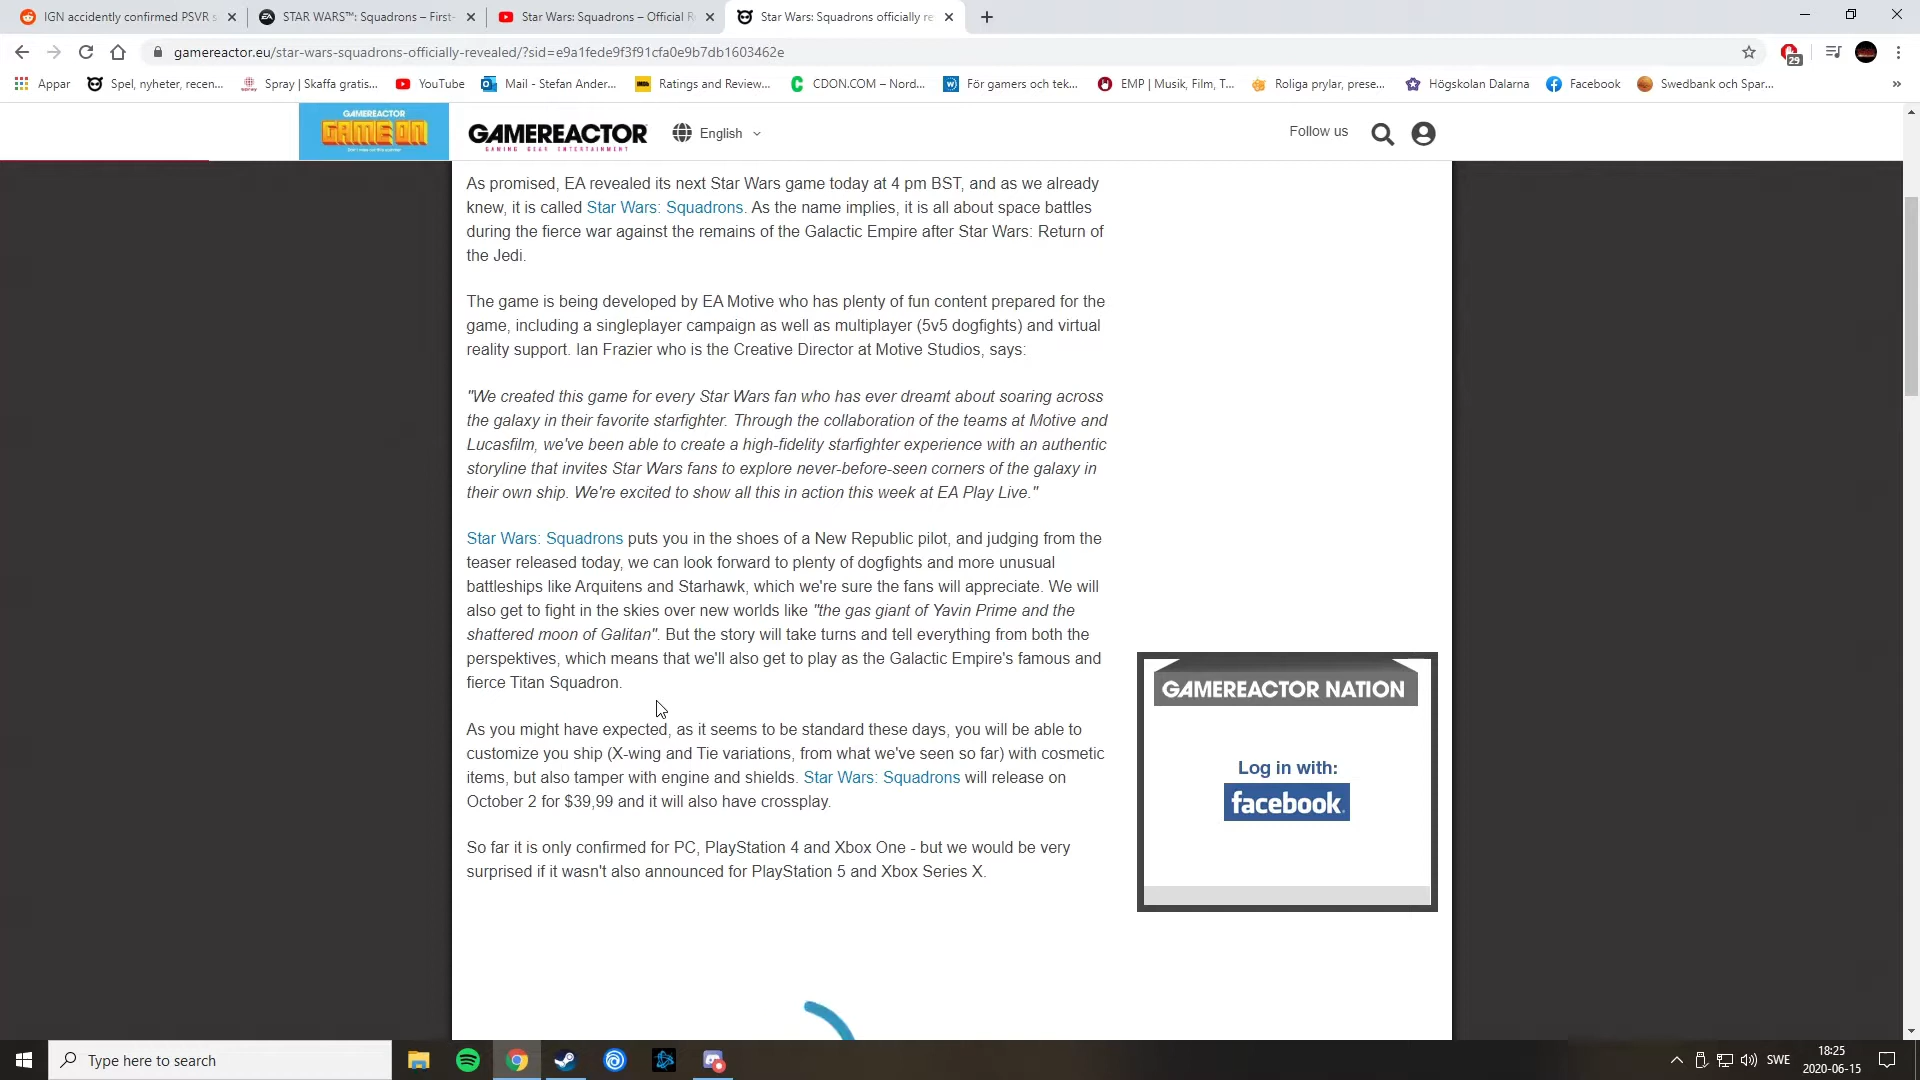 IGN accidently confirmed PSVR s
STAR WARS™: Squadrons – First-
Star Wars: Squadrons – Official R
Star Wars: Squadrons officially re
gamereactor.eu/star-wars-squadrons-officially-revealed/?sid=e9a1fede9f3f91cfa0e9b7db1603462e
29
Appar
Spel, nyheter, recen...
Spray | Skaffa gratis...
YouTube
Mail - Stefan Ander...
Ratings and Review...
CDON.COM – Nord...
För gamers och tek...
EMP | Musik, Film, T...
Roliga prylar, prese...
Högskolan Dalarna
Facebook
Swedbank och Spar...
GAMEREACTOR
GAME ON
GAMEREACTOR
GAMING GEAR ENTERTAINMENT
English
Follow us
As promised, EA revealed its next Star Wars game today at 4 pm BST, and as we already
knew, it is called Star Wars: Squadrons. As the name implies, it is all about space battles
during the fierce war against the remains of the Galactic Empire after Star Wars: Return of
the Jedi.
The game is being developed by EA Motive who has plenty of fun content prepared for the
game, including a singleplayer campaign as well as multiplayer (5v5 dogfights) and virtual
reality support. Ian Frazier who is the Creative Director at Motive Studios, says:
"We created this game for every Star Wars fan who has ever dreamt about soaring across
the galaxy in their favorite starfighter. Through the collaboration of the teams at Motive and
Lucasfilm, we've been able to create a high-fidelity starfighter experience with an authentic
storyline that invites Star Wars fans to explore never-before-seen corners of the galaxy in
their own ship. We're excited to show all this in action this week at EA Play Live."
Star Wars: Squadrons puts you in the shoes of a New Republic pilot, and judging from the
teaser released today, we can look forward to plenty of dogfights and more unusual
battleships like Arquitens and Starhawk, which we're sure the fans will appreciate. We will
also get to fight in the skies over new worlds like "the gas giant of Yavin Prime and the
shattered moon of Galitan". But the story will take turns and tell everything from both the
perspektives, which means that we'll also get to play as the Galactic Empire's famous and
fierce Titan Squadron.
As you might have expected, as it seems to be standard these days, you will be able to
customize you ship (X-wing and Tie variations, from what we've seen so far) with cosmetic
items, but also tamper with engine and shields. Star Wars: Squadrons will release on
October 2 for $39,99 and it will also have crossplay.
So far it is only confirmed for PC, PlayStation 4 and Xbox One - but we would be very
surprised if it wasn't also announced for PlayStation 5 and Xbox Series X.
GAMEREACTOR NATION
Log in with:
facebook
Type here to search
SWE
18:25
2020-06-15